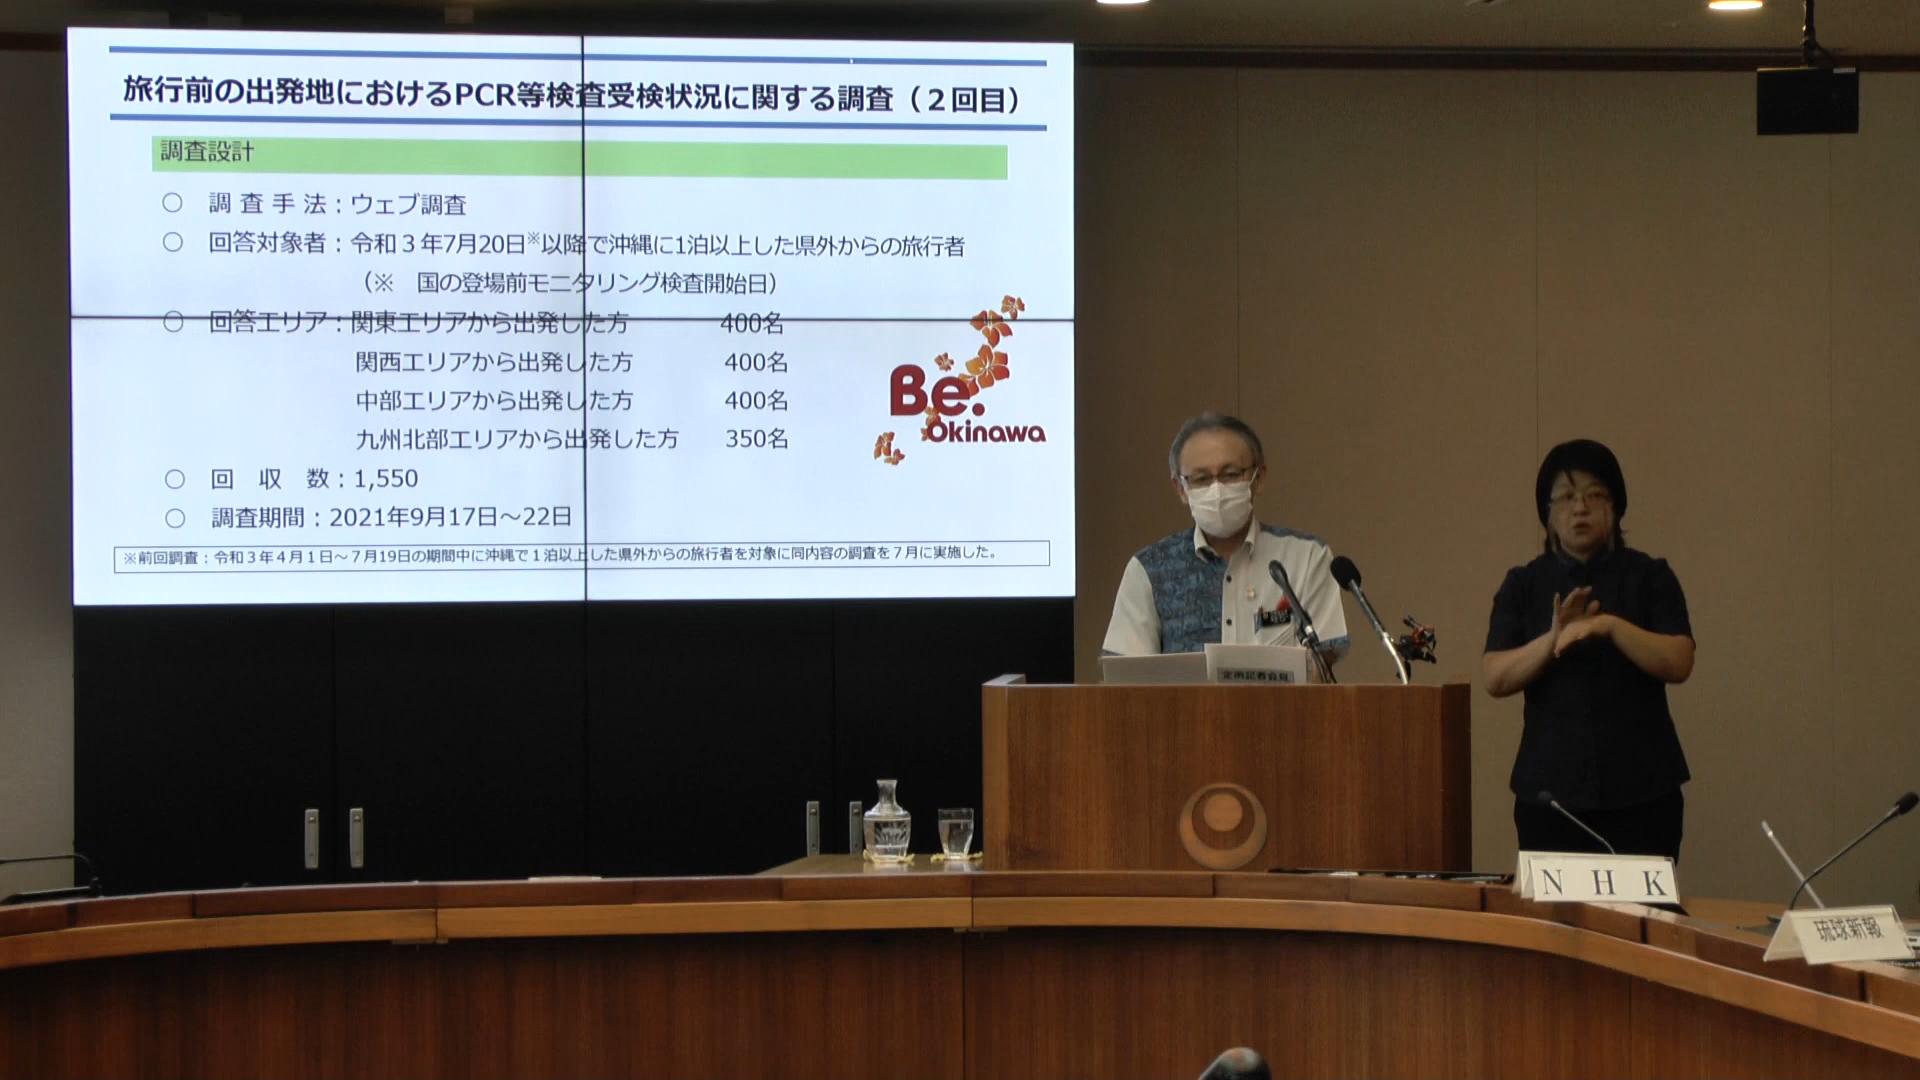 旅行前の出発地におけるPCR等検査受検状況に関する調査（２回目）
調査設計
○ 調 査 手 法：ウェブ調査
○ 回答対象者：令和３年7月20日※以降で沖縄に1泊以上した県外からの旅行者
（※ 国の登場前モニタリング検査開始日）
○ 回答エリア：関東エリアから出発した方 400名
関西エリアから出発した方 400名
中部エリアから出発した方 400名
九州北部エリアから出発した方 350名
○ 回 収 数：1,550
○ 調査期間：2021年9月17日～22日
※前回調査：令和３年４月１日～７月19日の期間中に沖縄で１泊以上した県外からの旅行者を対象に同内容の調査を７月に実施した。
Be.
Okinawa
定例記者会見
N H K
琉球新報